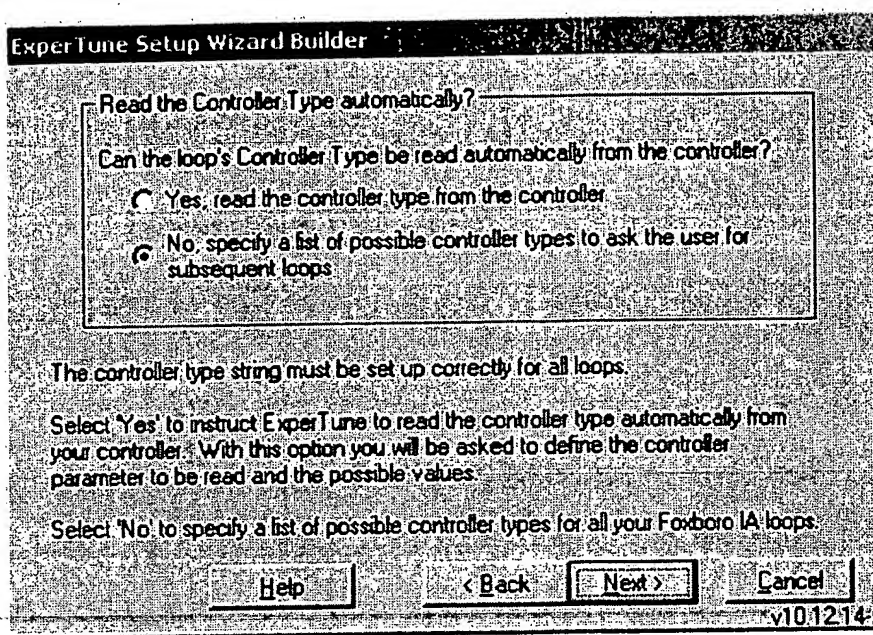 ExperTune Setup Wizard Builder
Read the Controller Type automatically?
Can the loop's Controller Type be read automatically from the controller?
Yes, read the controller type from the controller
No, specify a list of possible controller types to ask the user for
subsequent loops
The controller type string must be set up correctly for all loops.
Select 'Yes' to instruct ExperTune to read the controller type automatically from
your controller. With this option you will be asked to define the controller
parameter to be read and the possible values.
Select 'No' to specify a list of possible controller types for all your Foxboro IA loops.
Help
< Back
Next >
Cancel
v10.12.14